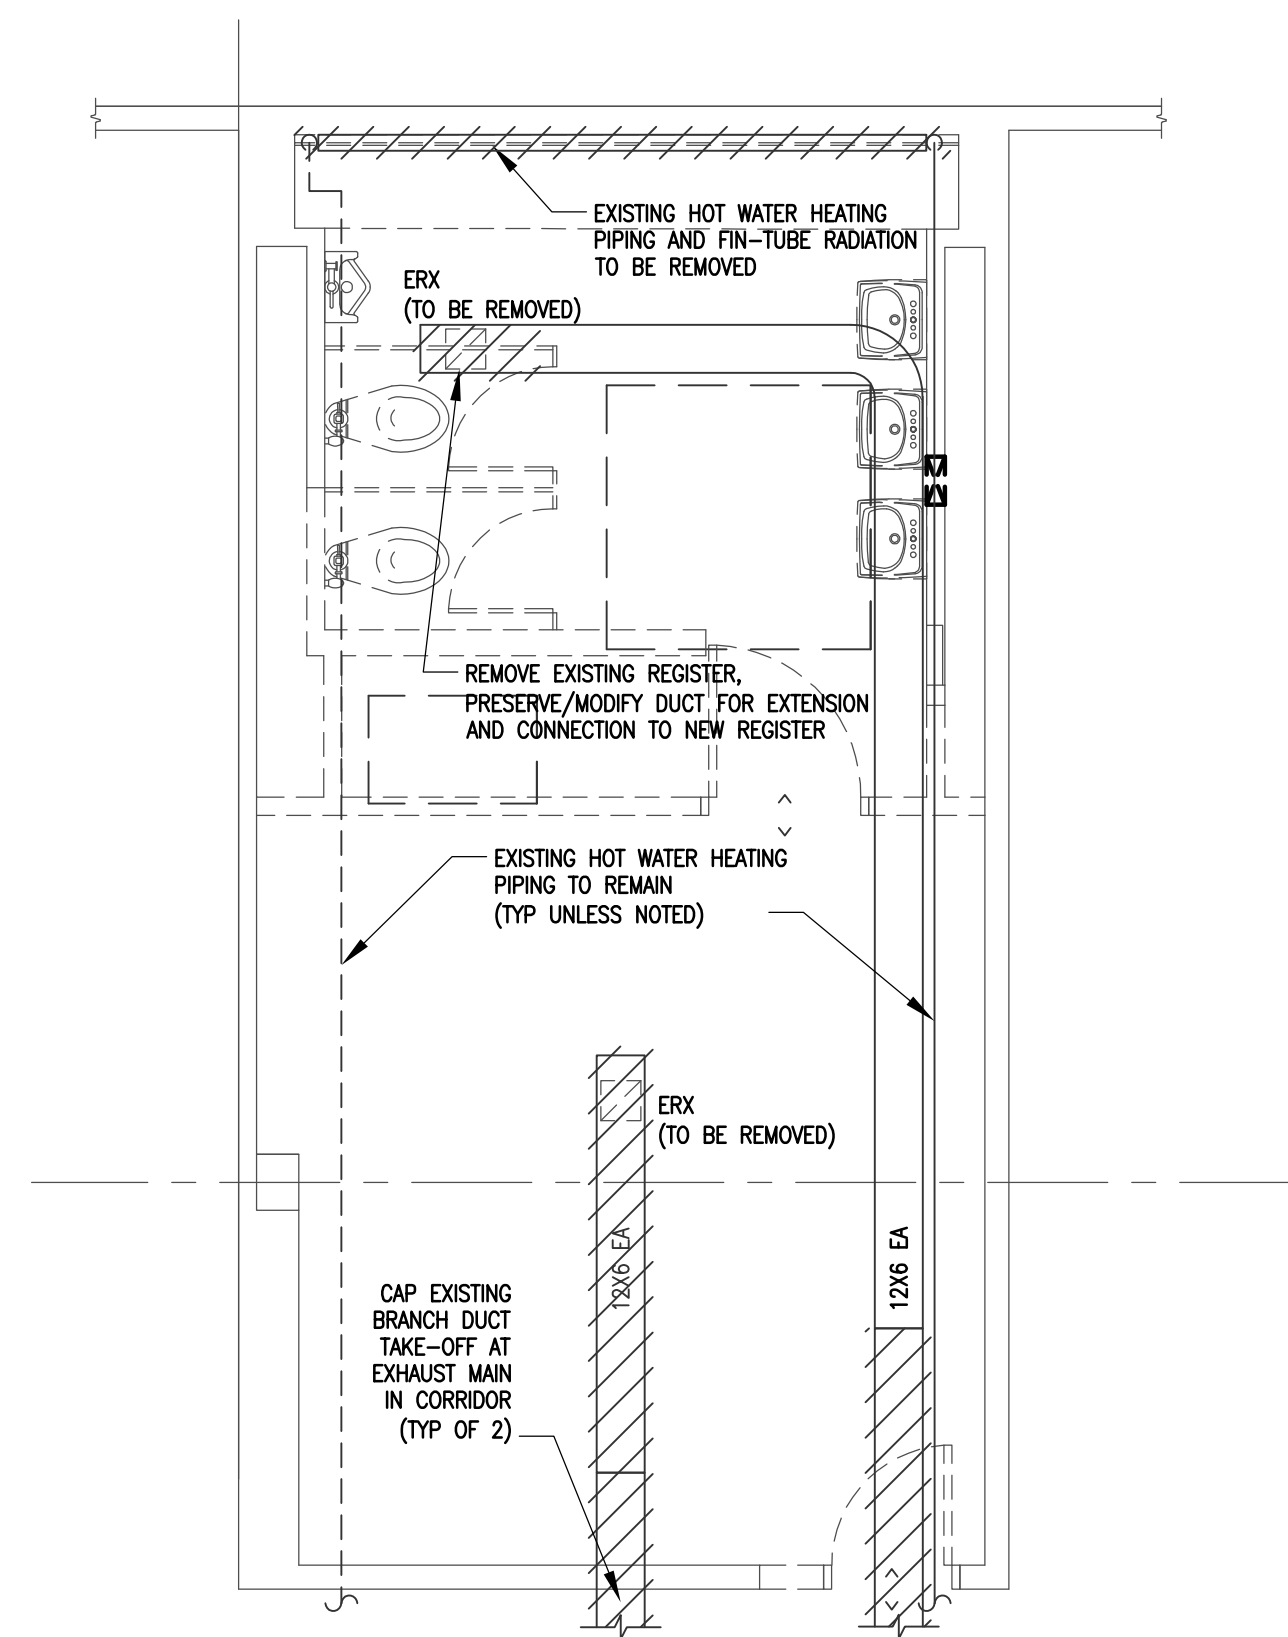 EXISTING HOT WATER HEATING
PIPING AND FIN-TUBE RADIATION
TO BE REMOVED
ERX
(TO BE REMOVED)
REMOVE EXISTING REGISTER,
PRESERVE/MODIFY DUCT FOR EXTENSION
AND CONNECTION TO NEW REGISTER
EXISTING HOT WATER HEATING
PIPING TO REMAIN
(TYP UNLESS NOTED)
ERX
(TO BE REMOVED)
12X6 EA
12X6 EA
CAP EXISTING
BRANCH DUCT
TAKE-OFF AT
EXHAUST MAIN
IN CORRIDOR
(TYP OF 2)